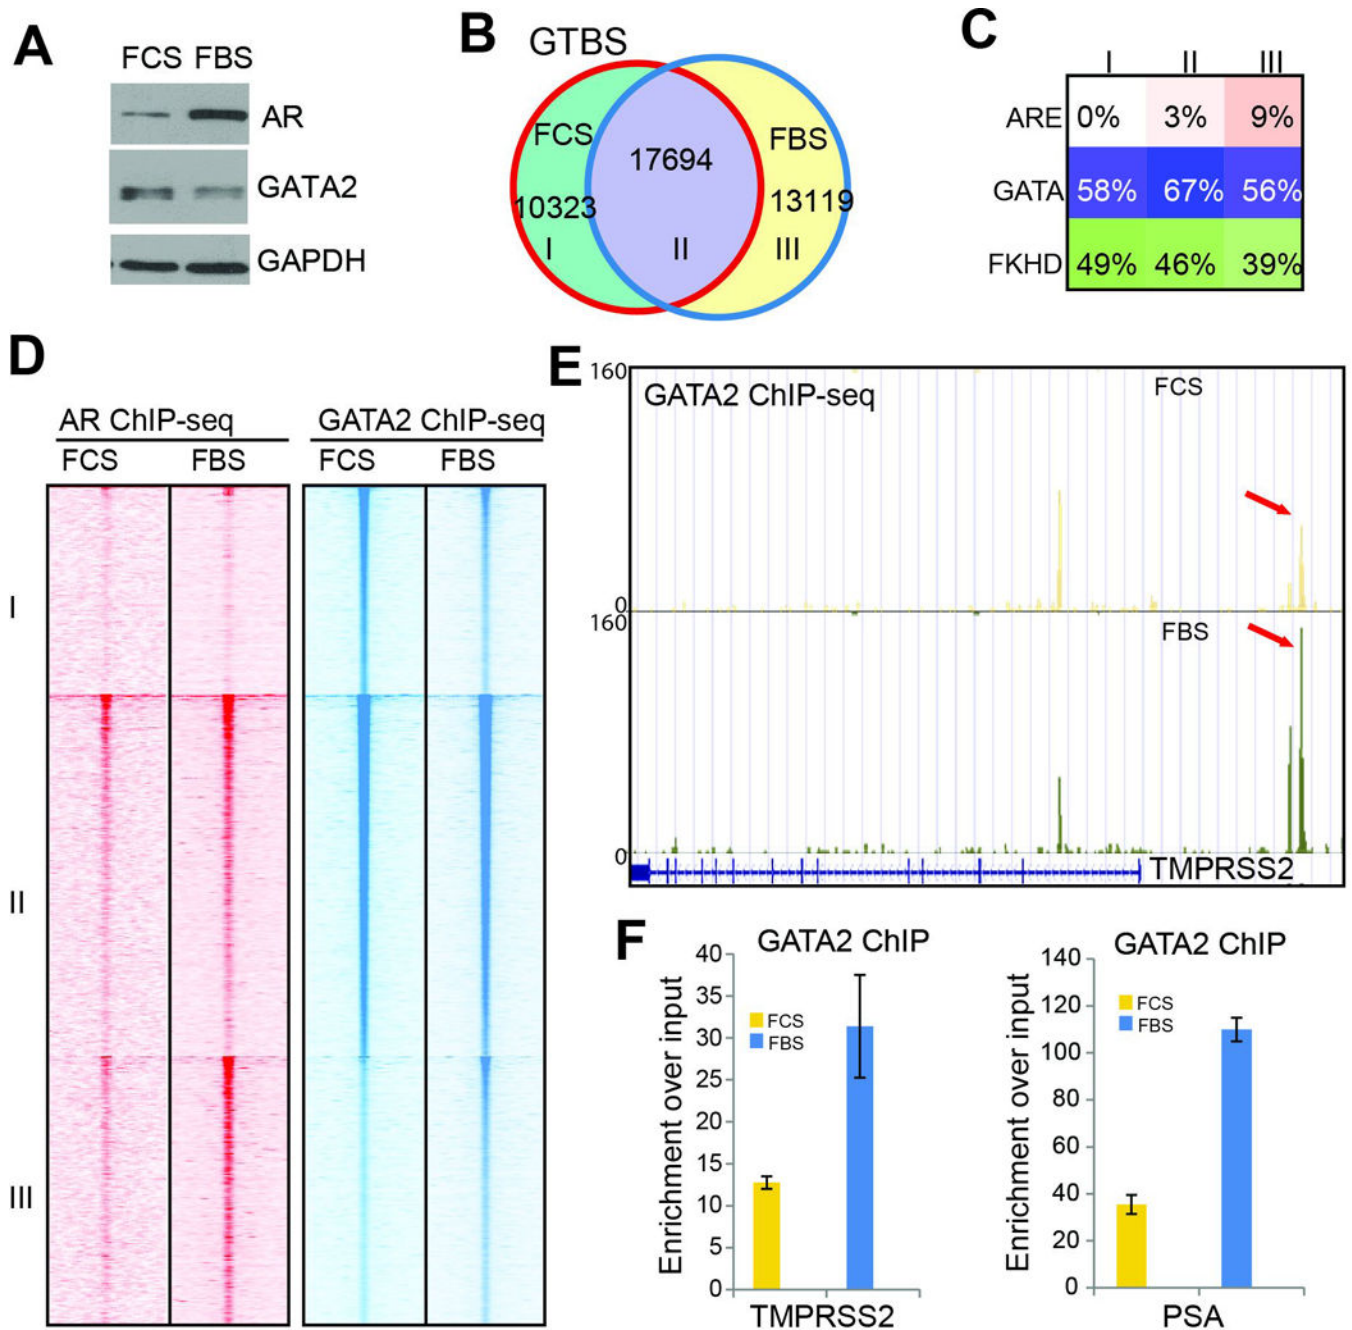 A
FCS FBS
AR
GATA2
GAPDH
B
GTBS
FCS
17694
FBS
10323
13119
I
II
III
C
I II III
ARE 0% 3% 9%
GATA 58% 67% 56%
FKHD 49% 46% 39%
D
AR ChIP-seq GATA2 ChIP-seq
FCS FBS FCS FBS
I
II
III
E
160
GATA2 ChIP-seq
FCS
0
160
FBS
0
TMPRSS2
F
GATA2 ChIP
Enrichment over input
40
35
30
25
20
15
10
5
0
FCS
FBS
TMPRSS2
GATA2 ChIP
Enrichment over input
140
120
100
80
60
40
20
0
FCS
FBS
PSA